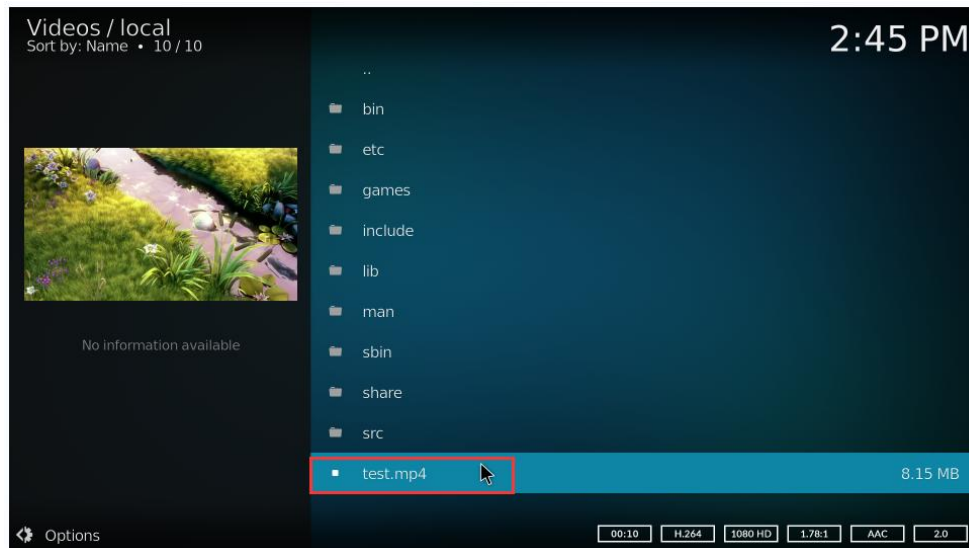 Videos / local
Sort by: Name • 10 / 10
2:45 PM
..
bin
etc
games
include
lib
man
sbin
share
src
test.mp4 8.15 MB
No information available
Options
00:10 H.264 1080 HD 1.78:1 AAC 2.0